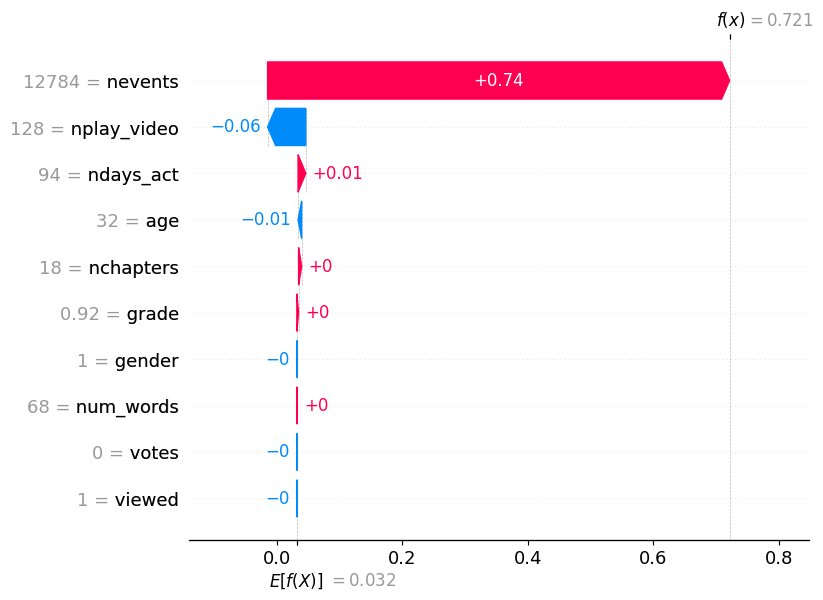 f(x) = 0.721
12784 = nevents +0.74
128 = nplay_video −0.06
94 = ndays_act +0.01
32 = age −0.01
18 = nchapters +0
0.92 = grade +0
1 = gender −0
68 = num_words +0
0 = votes −0
1 = viewed −0
0.0 0.2 0.4 0.6 0.8
E[f(X)] = 0.032